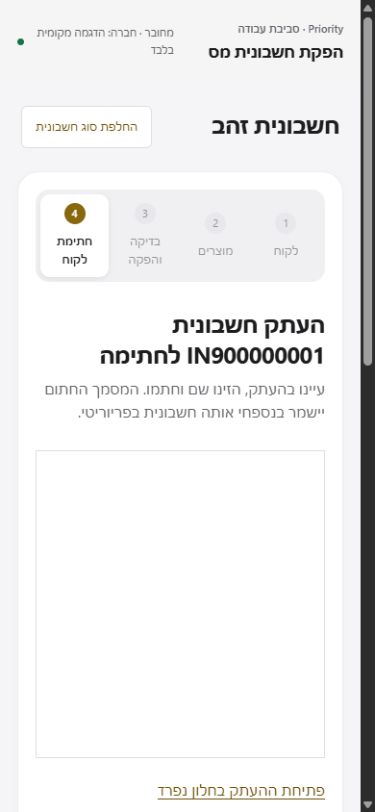 Priority · סביבת עבודה
הפקת חשבונית מס
מחובר · חברה: הדגמה מקומית
בלבד
חשבונית זהב
החלפת סוג חשבונית
1
לקוח
2
מוצרים
3
בדיקה
והפקה
4
חתימת
לקוח
העתק חשבונית
IN900000001 לחתימה
עיינו בהעתק, הזינו שם וחתמו. המסמך החתום
יישמר בנספחי אותה חשבונית בפריוריטי.
פתיחת ההעתק בחלון נפרד